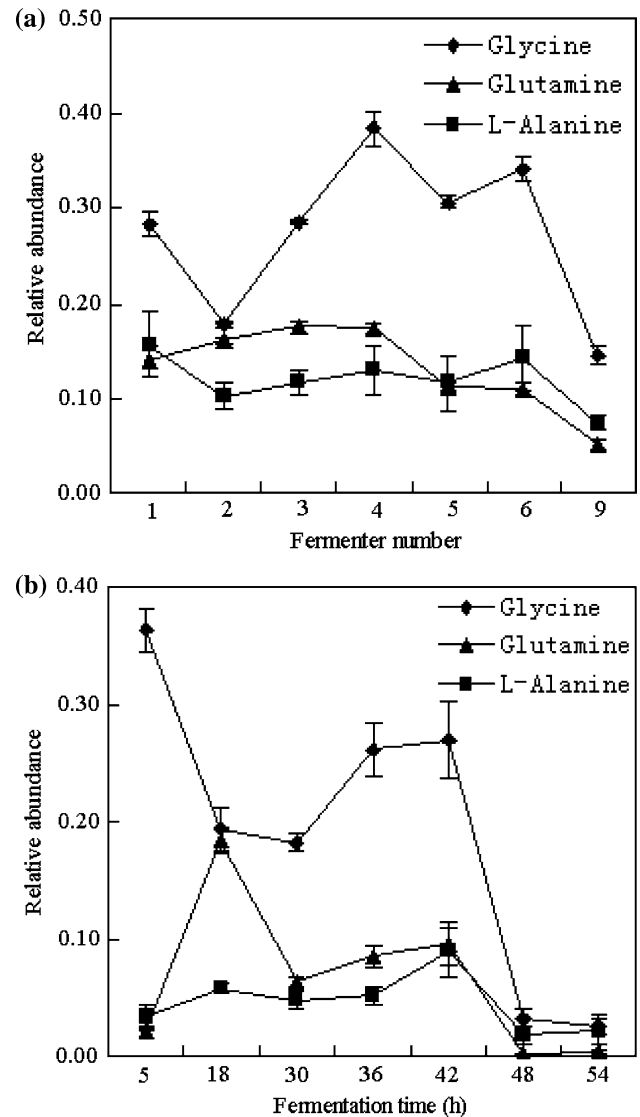 (a)
0.50
0.40
0.30
0.20
0.10
0.00
Relative abundance
Glycine
Glutamine
L-Alanine
1 2 3 4 5 6 9
Fermenter number
(b)
0.40
0.30
0.20
0.10
0.00
Relative abundance
Glycine
Glutamine
L-Alanine
5 18 30 36 42 48 54
Fermentation time (h)